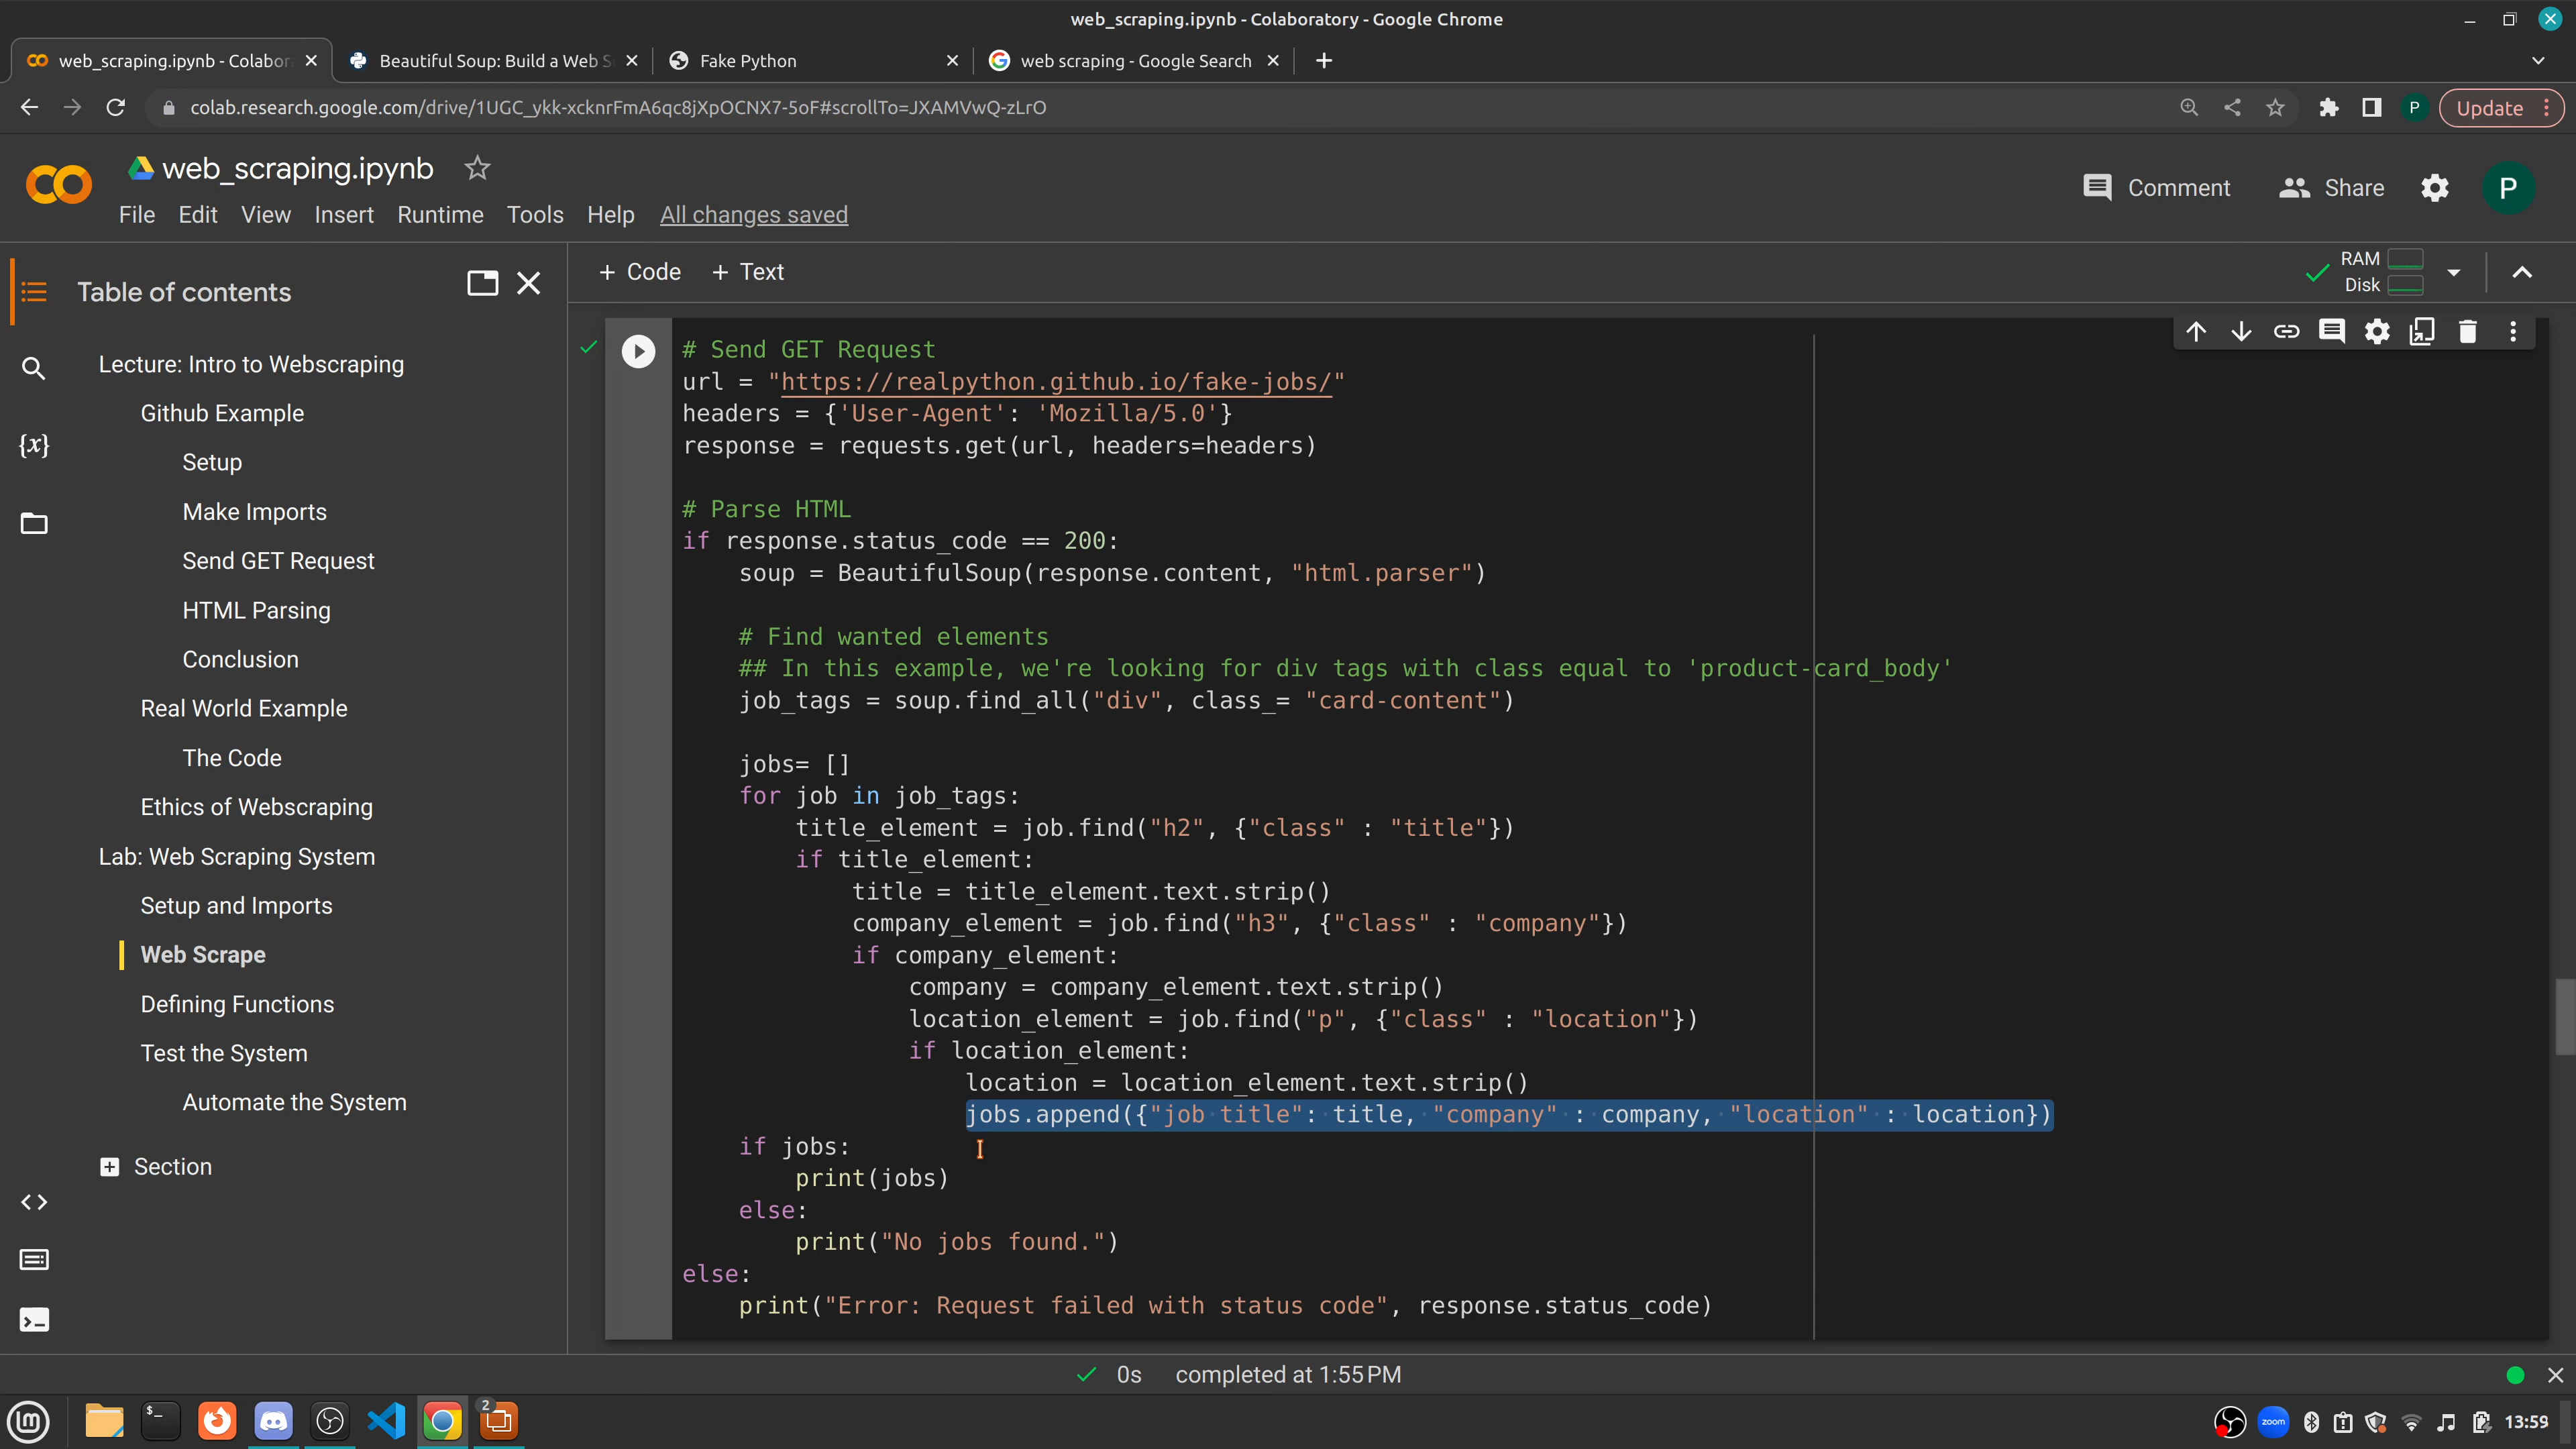 web_scraping.ipynb - Colaboratory - Google Chrome
web_scraping.ipynb - Colabor
Beautiful Soup: Build a Web S
Fake Python
web scraping - Google Search
colab.research.google.com/drive/1UGC_ykk-xcknrFmA6qc8jXpOCNX7-5oF#scrollTo=JXAMVwQ-zLrO
P
Update
web_scraping.ipynb
File Edit View Insert Runtime Tools Help All changes saved
Comment
Share
P
Table of contents
+ Code + Text
RAM
Disk
Lecture: Intro to Webscraping
Github Example
Setup
Make Imports
Send GET Request
HTML Parsing
Conclusion
Real World Example
The Code
Ethics of Webscraping
Lab: Web Scraping System
Setup and Imports
Web Scrape
Defining Functions
Test the System
Automate the System
Section
{x}
# Send GET Request
url = "https://realpython.github.io/fake-jobs/"
headers = {'User-Agent': 'Mozilla/5.0'}
response = requests.get(url, headers=headers)
# Parse HTML
if response.status_code == 200:
soup = BeautifulSoup(response.content, "html.parser")
# Find wanted elements
## In this example, we're looking for div tags with class equal to 'product-card_body'
job_tags = soup.find_all("div", class_= "card-content")
jobs= []
for job in job_tags:
title_element = job.find("h2", {"class" : "title"})
if title_element:
title = title_element.text.strip()
company_element = job.find("h3", {"class" : "company"})
if company_element:
company = company_element.text.strip()
location_element = job.find("p", {"class" : "location"})
if location_element:
location = location_element.text.strip()
jobs.append({"job title": title, "company" : company, "location" : location})
if jobs:
print(jobs)
else:
print("No jobs found.")
else:
print("Error: Request failed with status code", response.status_code)
0s completed at 1:55 PM
2
zoom
13:59